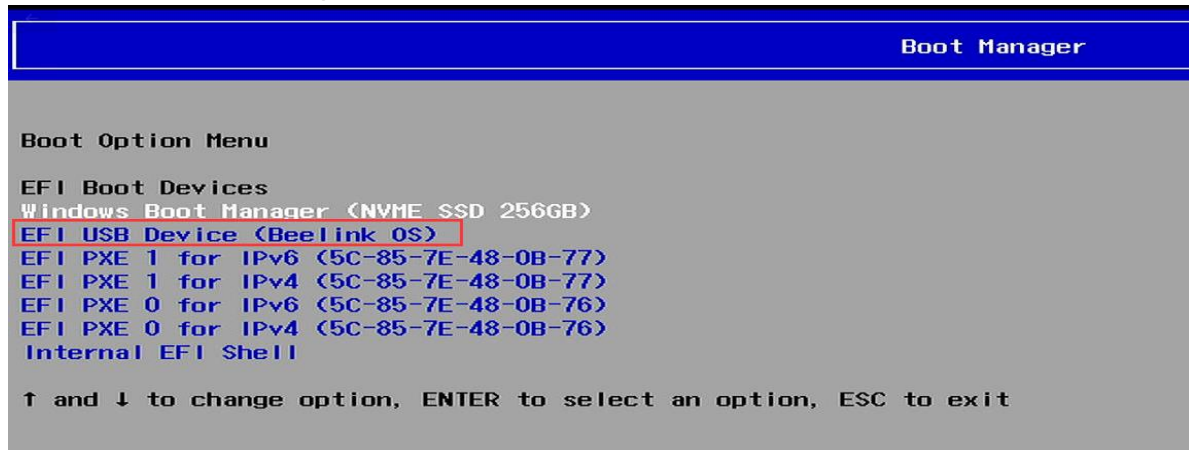 Boot Manager
Boot Option Menu
EFI Boot Devices
Windows Boot Manager (NVME SSD 256GB)
EFI USB Device (Beelink OS)
EFI PXE 1 for IPv6 (5C-85-7E-48-0B-77)
EFI PXE 1 for IPv4 (5C-85-7E-48-0B-77)
EFI PXE 0 for IPv6 (5C-85-7E-48-0B-76)
EFI PXE 0 for IPv4 (5C-85-7E-48-0B-76)
Internal EFI Shell
↑ and ↓ to change option, ENTER to select an option, ESC to exit